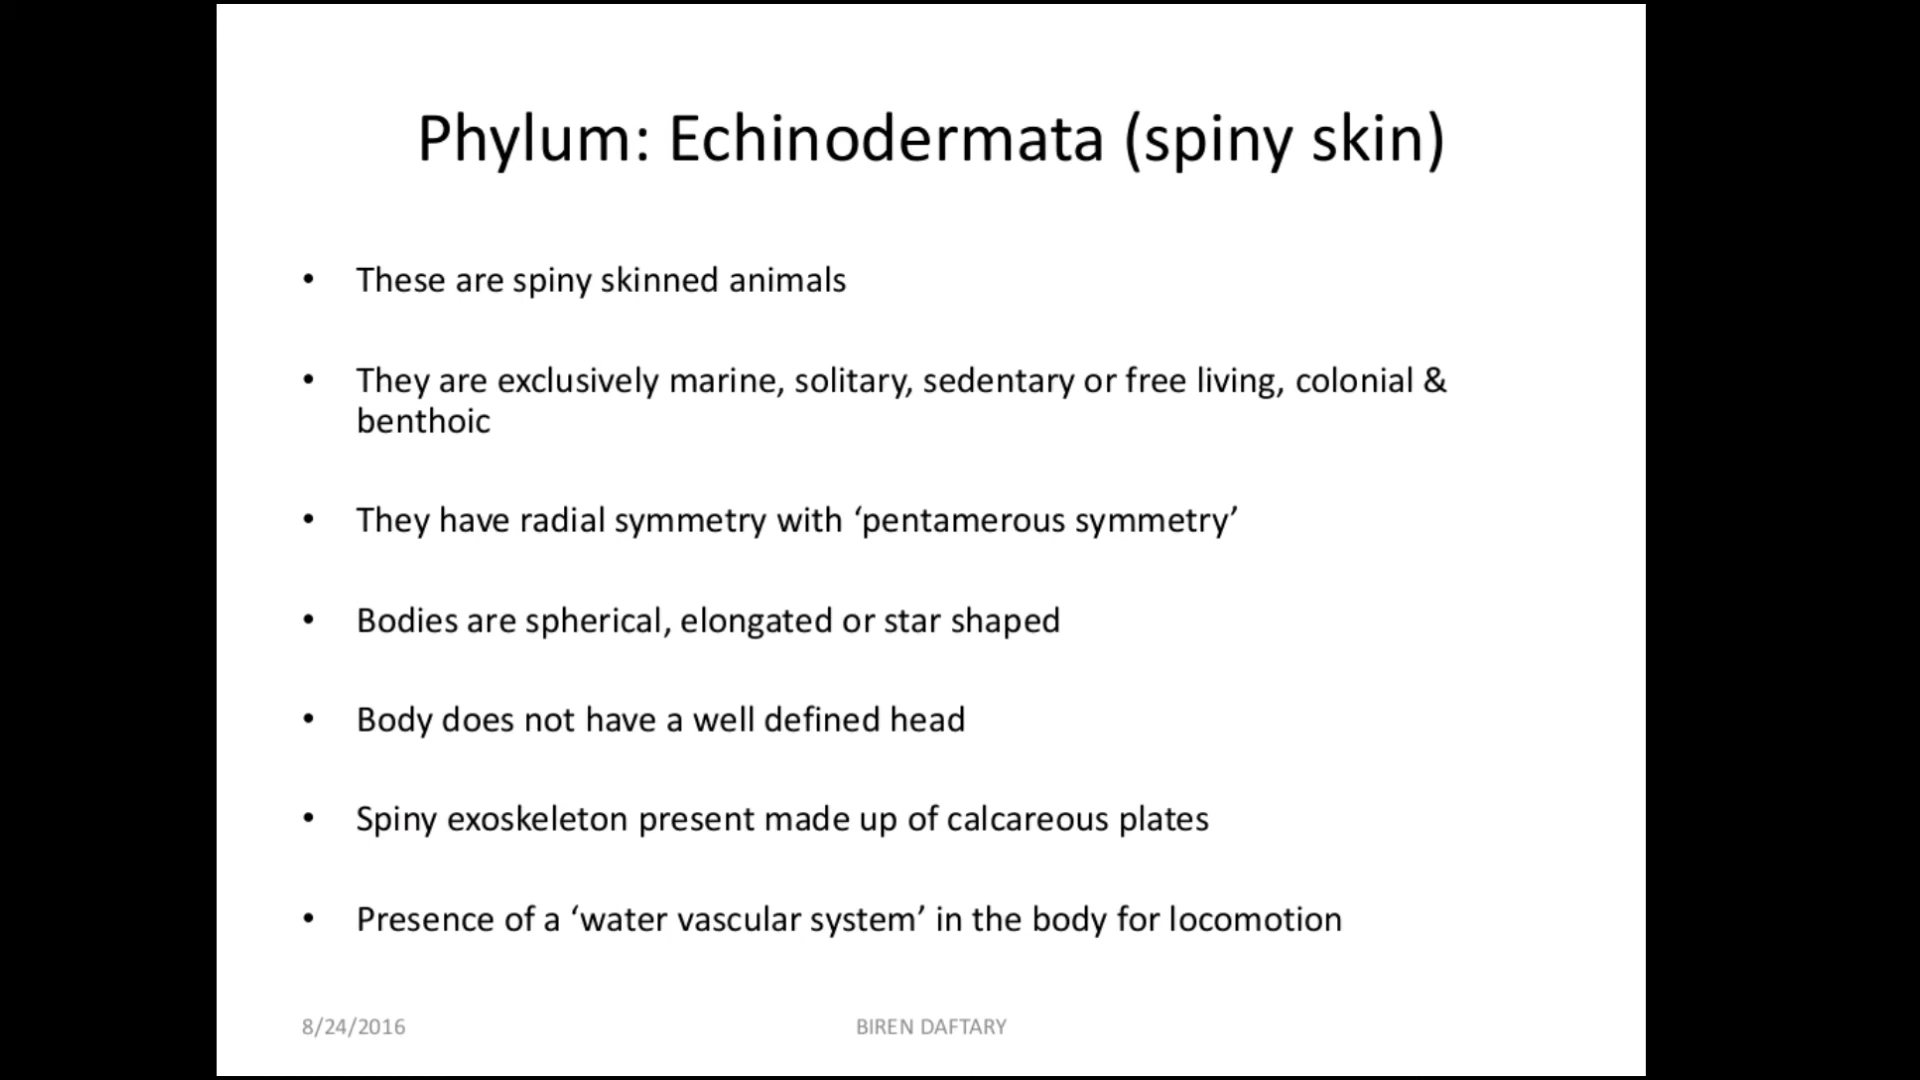 Phylum: Echinodermata (spiny skin)
• These are spiny skinned animals
• They are exclusively marine, solitary, sedentary or free living, colonial &
benthoic
• They have radial symmetry with ‘pentamerous symmetry’
• Bodies are spherical, elongated or star shaped
• Body does not have a well defined head
• Spiny exoskeleton present made up of calcareous plates
• Presence of a ‘water vascular system’ in the body for locomotion
8/24/2016
BIREN DAFTARY